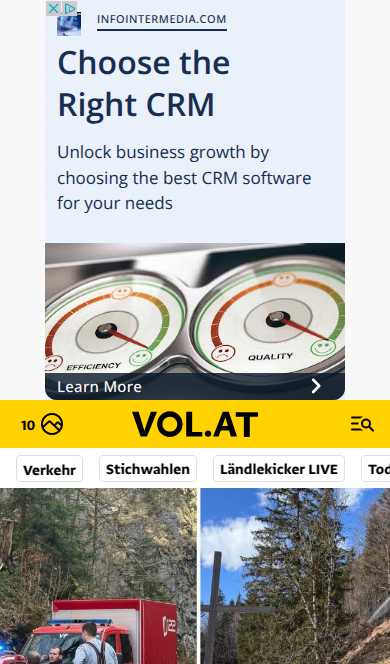 INFOINTERMEDIA.COM
Choose the
Right CRM
Unlock business growth by
choosing the best CRM software
for your needs
EFFICIENCY
QUALITY
Learn More
10
VOL.AT
Verkehr
Stichwahlen
Ländlekicker LIVE
Tod